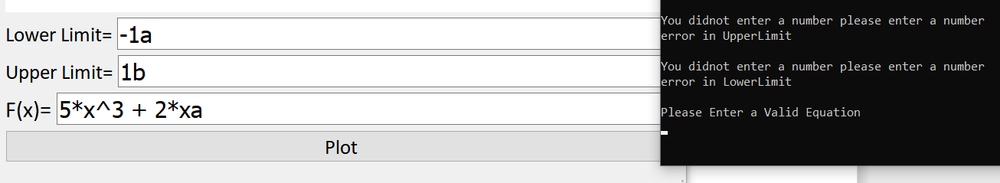 Lower Limit= -1a
Upper Limit= 1b
F(x)= 5*x^3 + 2*xa
Plot
You didnot enter a number please enter a number
error in UpperLimit
You didnot enter a number please enter a number
error in LowerLimit
Please Enter a Valid Equation